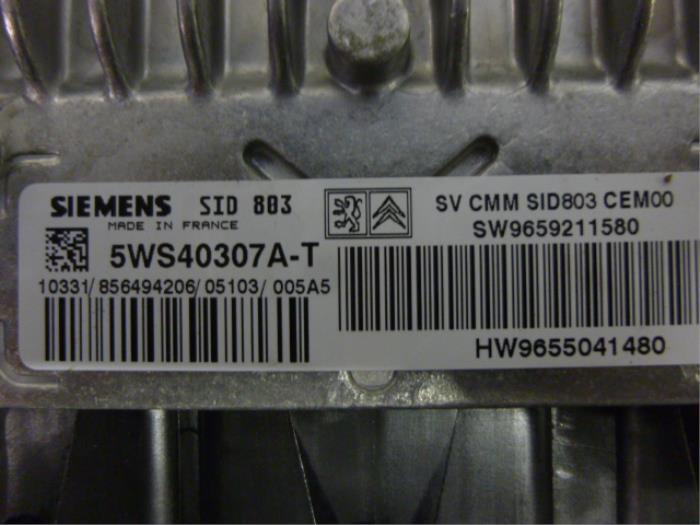 SIEMENS SID 803
MADE IN FRANCE
5WS40307A-T
10331/856494206/05103/005A5
SV CMM SID803 CEM00
SW9659211580
HW9655041480